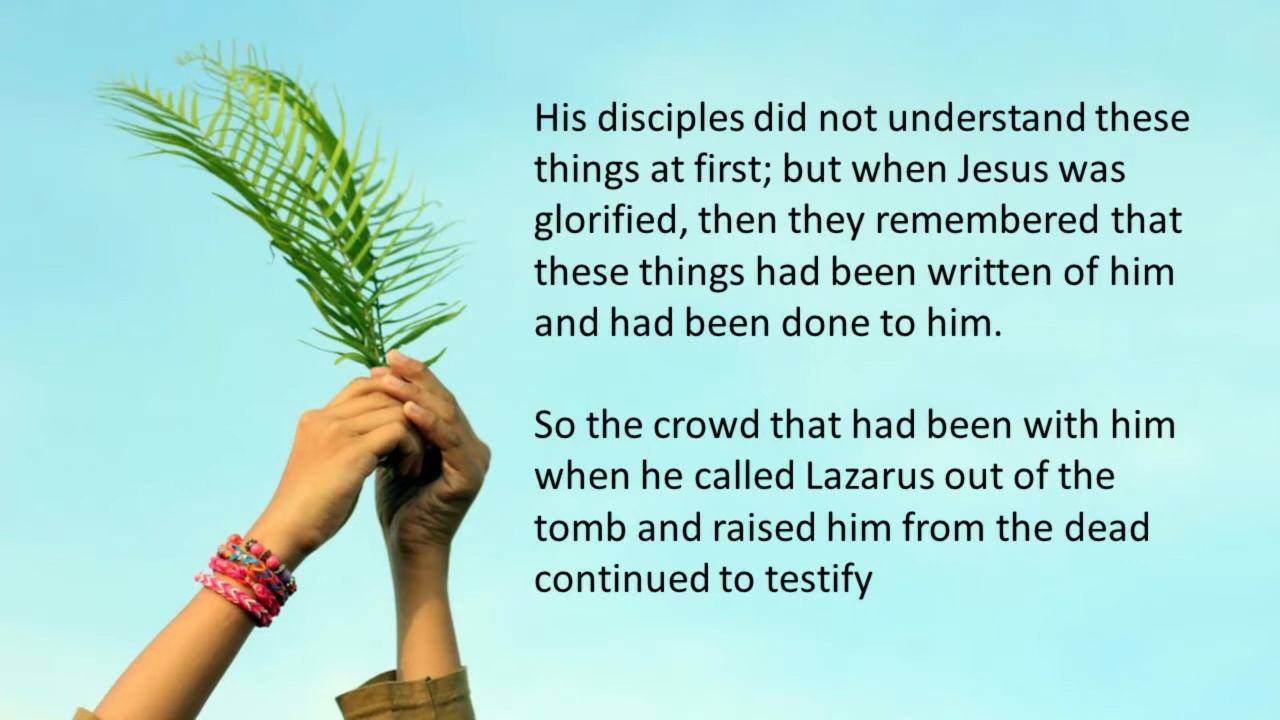 His disciples did not understand these
things at first; but when Jesus was
glorified, then they remembered that
these things had been written of him
and had been done to him.
So the crowd that had been with him
when he called Lazarus out of the
tomb and raised him from the dead
continued to testify